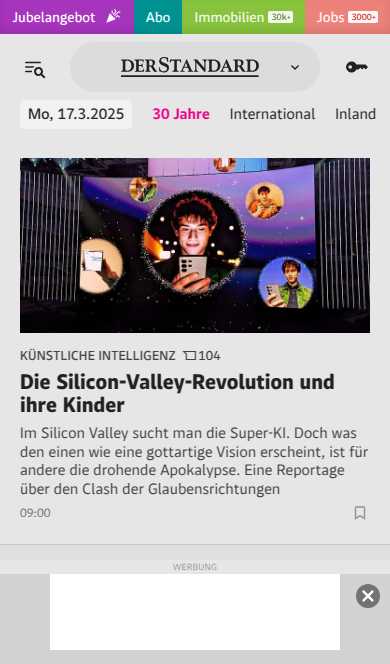 Jubelangebot Abo Immobilien 30k+ Jobs 3000+
DERSTANDARD
Mo, 17.3.2025 30 Jahre International Inland
KÜNSTLICHE INTELLIGENZ 104
Die Silicon-Valley-Revolution und
ihre Kinder
Im Silicon Valley sucht man die Super-KI. Doch was
den einen wie eine gottartige Vision erscheint, ist für
andere die drohende Apokalypse. Eine Reportage
über den Clash der Glaubensrichtungen
09:00
WERBUNG